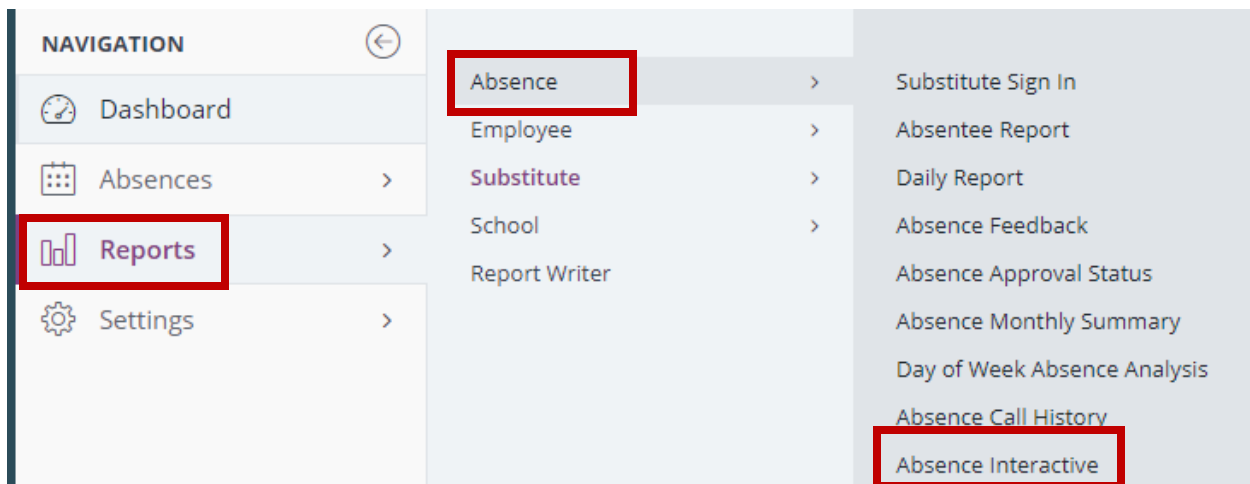 NAVIGATION
Dashboard
Absences
Reports
Settings
Absence
Employee
Substitute
School
Report Writer
Substitute Sign In
Absentee Report
Daily Report
Absence Feedback
Absence Approval Status
Absence Monthly Summary
Day of Week Absence Analysis
Absence Call History
Absence Interactive